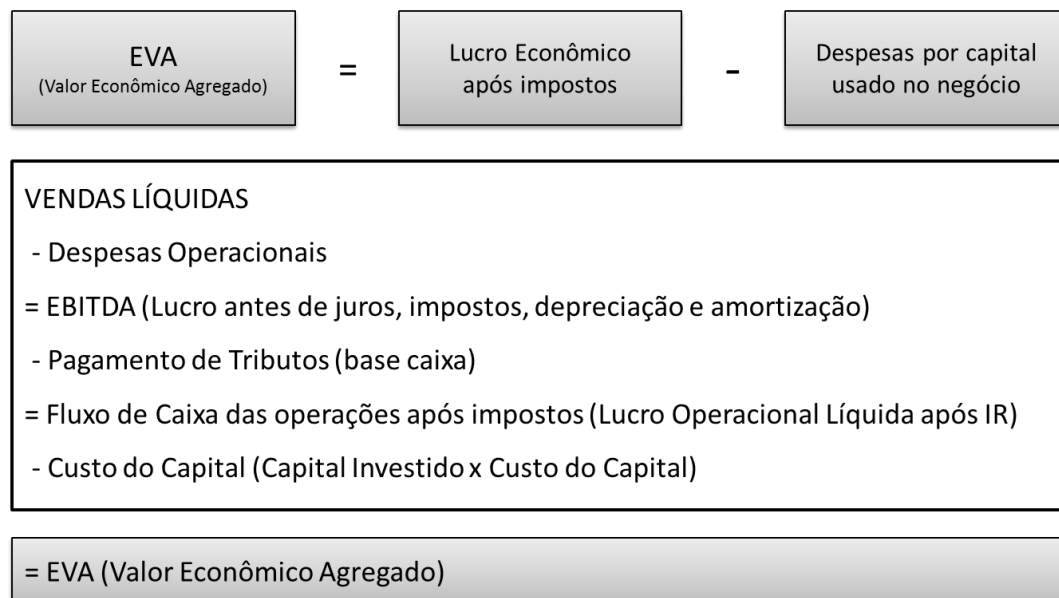 EVA
(Valor Econômico Agregado)
=
Lucro Econômico
após impostos
-
Despesas por capital
usado no negócio
VENDAS LÍQUIDAS
- Despesas Operacionais
= EBITDA (Lucro antes de juros, impostos, depreciação e amortização)
- Pagamento de Tributos (base caixa)
= Fluxo de Caixa das operações após impostos (Lucro Operacional Líquida após IR)
- Custo do Capital (Capital Investido x Custo do Capital)
= EVA (Valor Econômico Agregado)